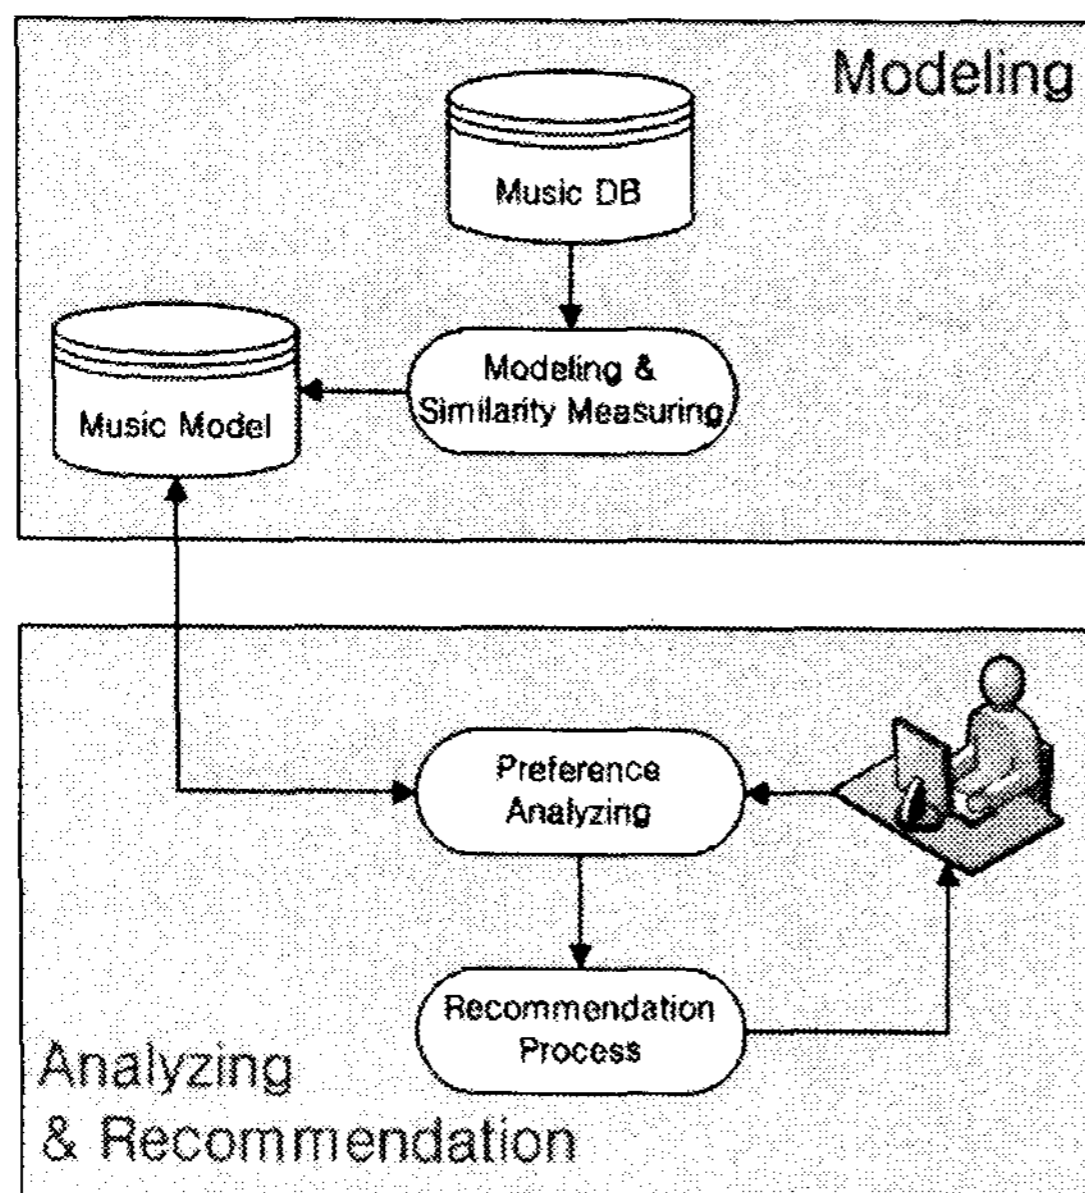 Modeling
Music DB
Modeling &
Similarity Measuring
Music Model
Preference
Analyzing
Recommendation
Process
Analyzing
& Recommendation